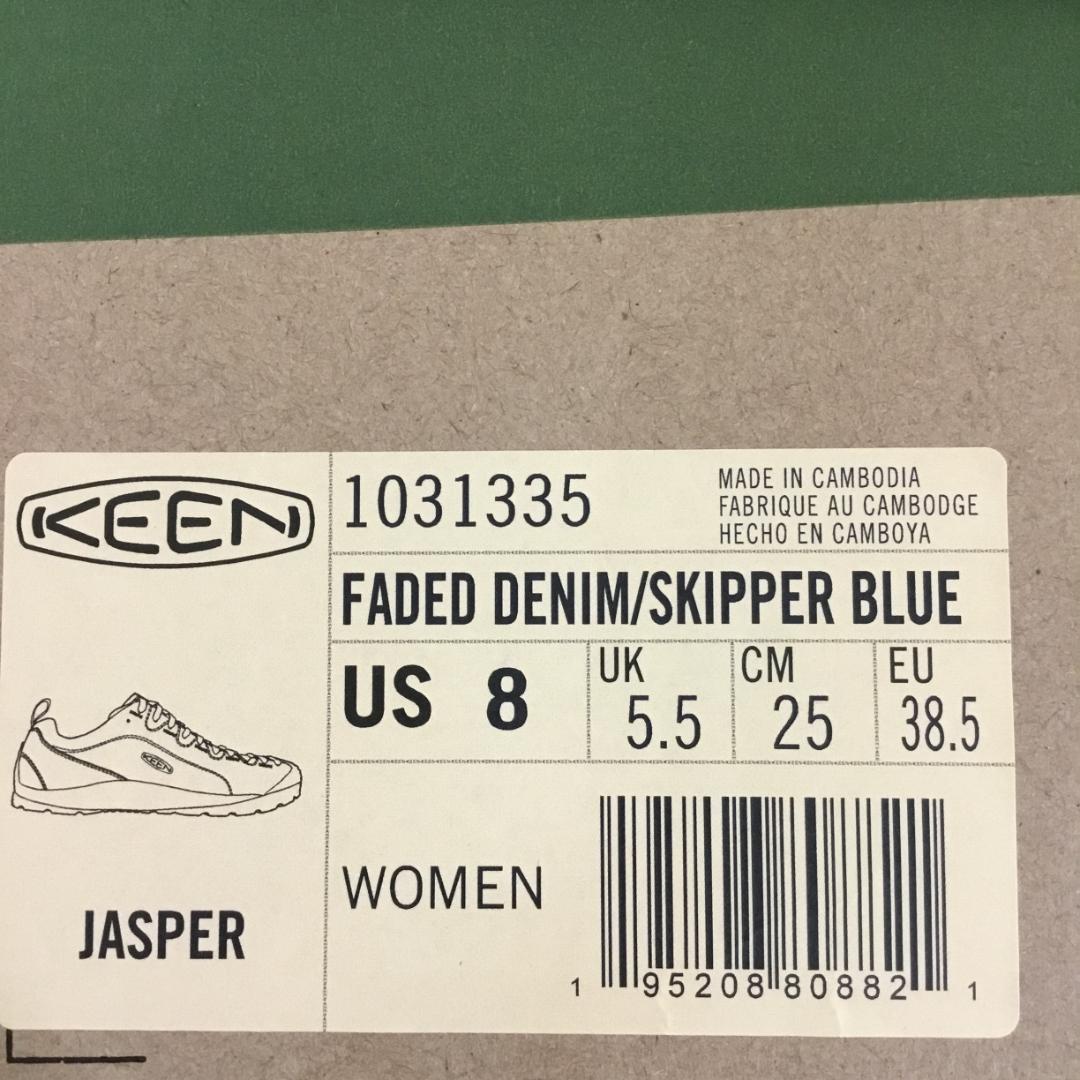 KEEN
1031335
MADE IN CAMBODIA
FABRIQUE AU CAMBODGE
HECHO EN CAMBOYA
FADED DENIM/SKIPPER BLUE
US 8
UK 5.5
CM 25
EU 38.5
KEEN
JASPER
WOMEN
1 95208 80882 1